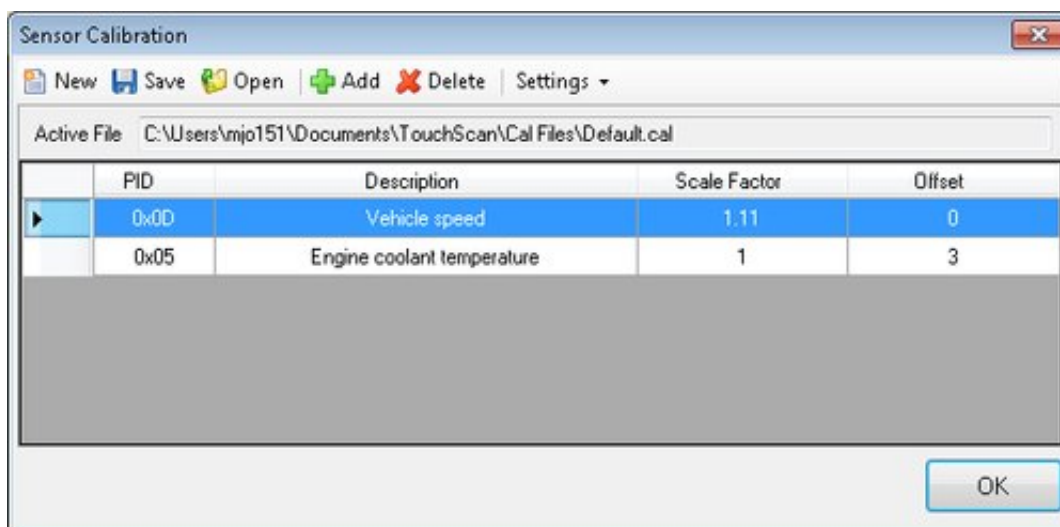 Sensor Calibration
New Save Open Add Delete Settings
Active File C:\Users\mjo151\Documents\TouchScan\Cal Files\Default.cal
PID Description Scale Factor Offset
0x0D Vehicle speed 1.11 0
0x05 Engine coolant temperature 1 3
OK